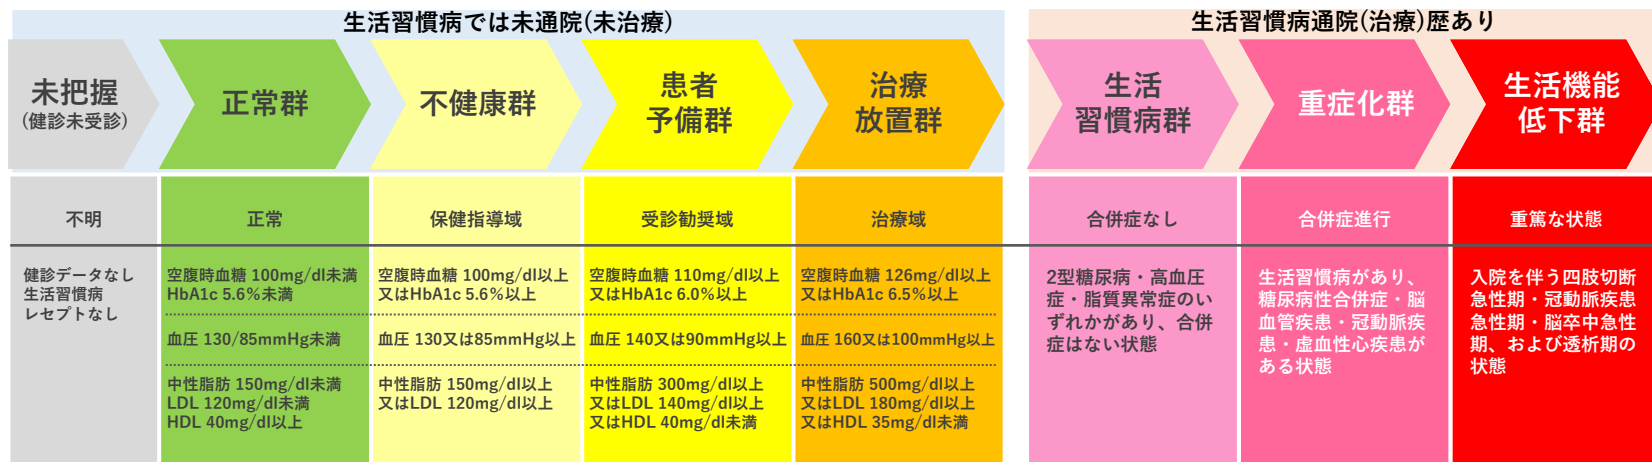 生活習慣病では未通院(未治療)
生活習慣病通院(治療)歴あり
未把握
(健診未受診)
正常群
不健康群
患者
予備群
治療
放置群
生活
習慣病群
重症化群
生活機能
低下群
不明
正常
保健指導域
受診勧奨域
治療域
合併症なし
合併症進行
重篤な状態
健診データなし
生活習慣病
レセプトなし
空腹時血糖 100mg/dl未満
HbA1c 5.6%未満
血圧 130/85mmHg未満
中性脂肪 150mg/dl未満
LDL 120mg/dl未満
HDL 40mg/dl以上
空腹時血糖 100mg/dl以上
又はHbA1c 5.6%以上
血圧 130又は85mmHg以上
中性脂肪 150mg/dl以上
又はLDL 120mg/dl以上
空腹時血糖 110mg/dl以上
又はHbA1c 6.0%以上
血圧 140又は90mmHg以上
中性脂肪 300mg/dl以上
又はLDL 140mg/dl以上
又はHDL 40mg/dl未満
空腹時血糖 126mg/dl以上
又はHbA1c 6.5%以上
血圧 160又は100mmHg以上
中性脂肪 500mg/dl以上
又はLDL 180mg/dl以上
又はHDL 35mg/dl未満
2型糖尿病・高血圧
症・脂質異常症のい
ずれかがあり、合併
症はない状態
生活習慣病があり、
糖尿病性合併症・脳
血管疾患・冠動脈疾
患・虚血性心疾患が
ある状態
入院を伴う四肢切断
急性期・冠動脈疾患
急性期・脳卒中急性
期、および透析期の
状態